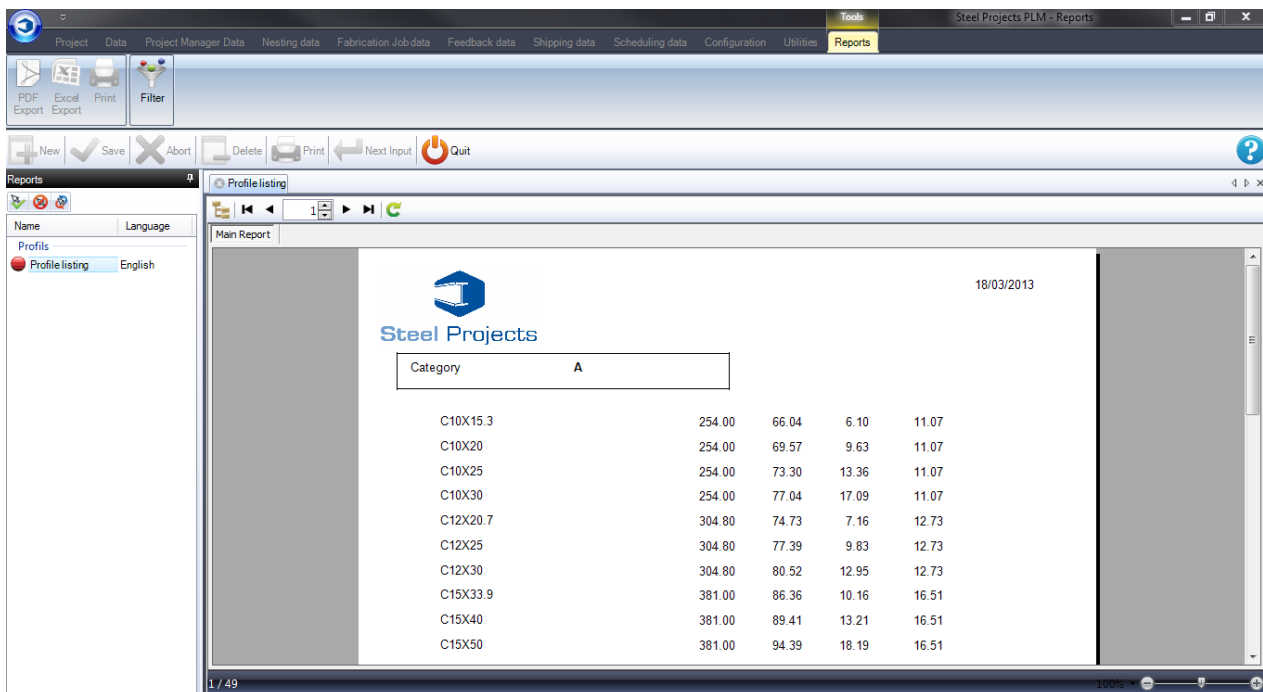 Tools Steel Projects PLM - Reports
Project Data Project Manager Data Nesting data Fabrication Job data Feedback data Shipping data Scheduling data Configuration Utilities Reports
PDF Export Excel Export Print Filter
New Save Abort Delete Print Next Input Quit
Reports
Profile listing
Name Language
1
Main Report
Profils
Profile listing English
18/03/2013
Steel Projects
Category A
C10X15.3 254.00 66.04 6.10 11.07
C10X20 254.00 69.57 9.63 11.07
C10X25 254.00 73.30 13.36 11.07
C10X30 254.00 77.04 17.09 11.07
C12X20.7 304.80 74.73 7.16 12.73
C12X25 304.80 77.39 9.83 12.73
C12X30 304.80 80.52 12.95 12.73
C15X33.9 381.00 86.36 10.16 16.51
C15X40 381.00 89.41 13.21 16.51
C15X50 381.00 94.39 18.19 16.51
1 / 49 100%